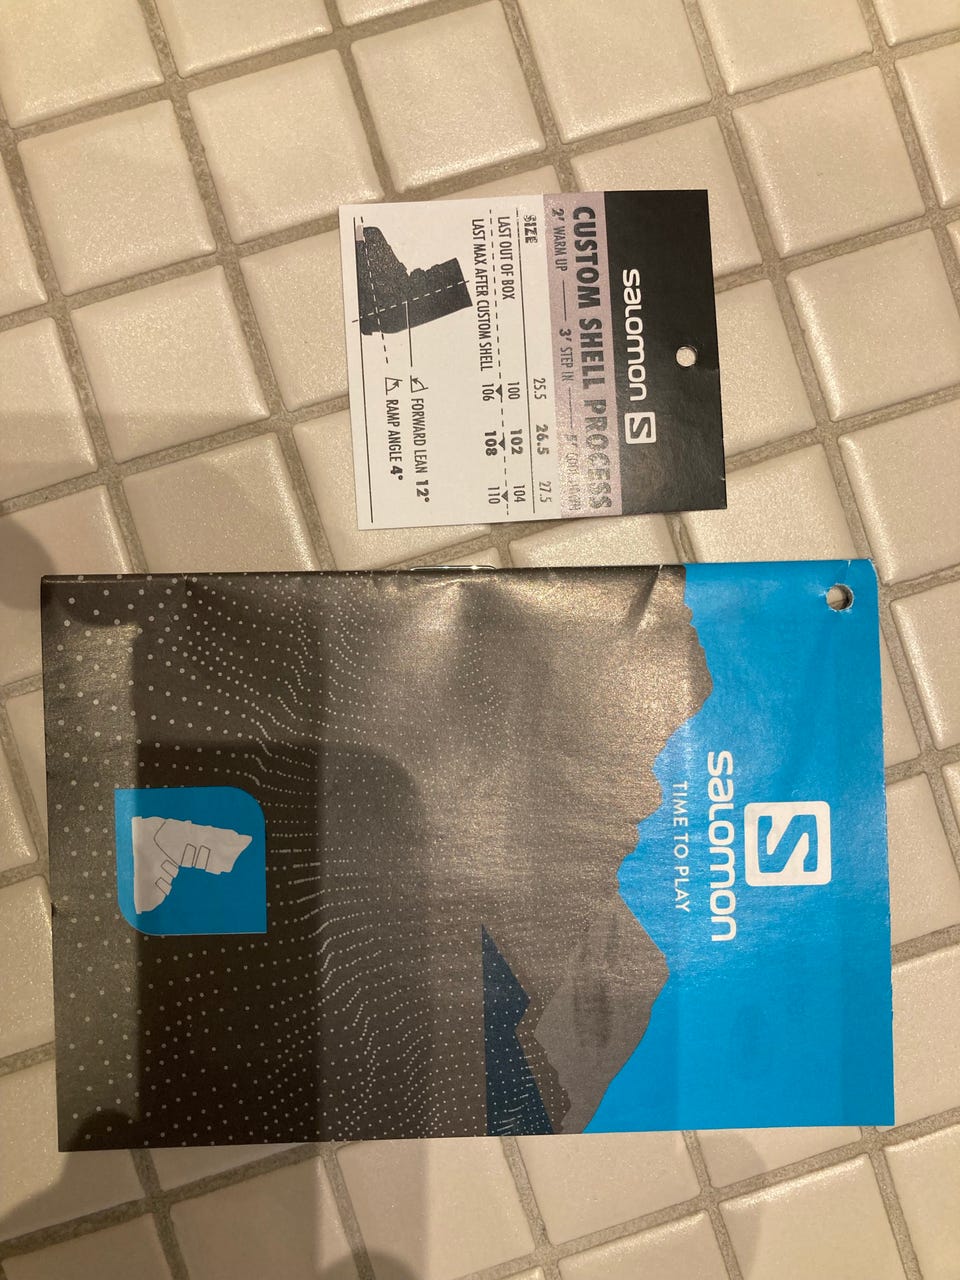 salomon
CUSTOM SHELL PROCESS
2' WARM UP 3' STEP IN 5'
SIZE 25.5 26.5 27.5
LAST OUT OF BOX 100 102 104
LAST MAX AFTER CUSTOM SHELL 106 108 110
FORWARD LEAN 12°
RAMP ANGLE 4°
S
salomon
TIME TO PLAY